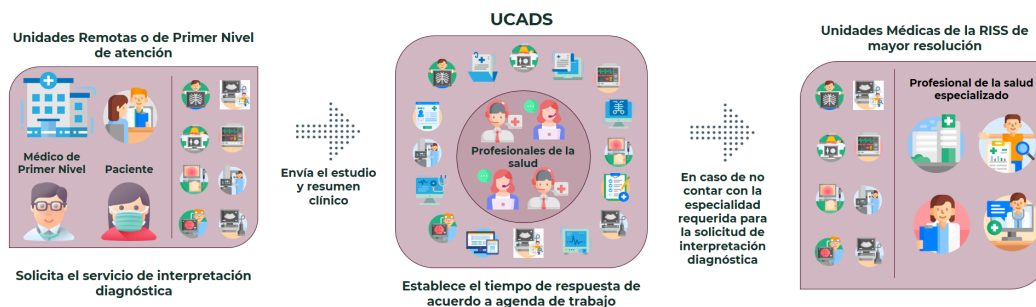 Unidades Remotas o de Primer Nivel
de atención
Médico de
Primer Nivel
Paciente
Solicita el servicio de interpretación
diagnóstica
Envía el estudio
y resumen
clínico
UCADS
Profesionales de la
salud
Establece el tiempo de respuesta de
acuerdo a agenda de trabajo
En caso de no
contar con la
especialidad
requerida para
la solicitud de
interpretación
diagnóstica
Unidades Médicas de la RISS de
mayor resolución
Profesional de la salud
especializado